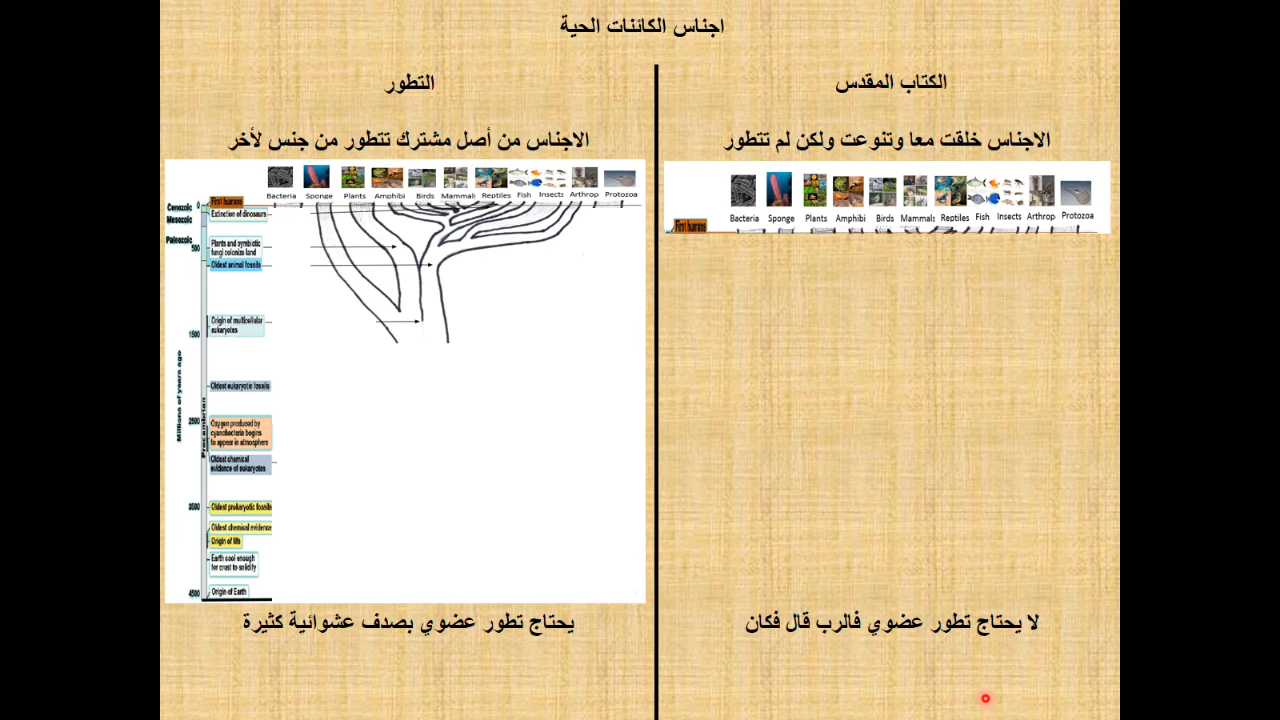 اجناس الكائنات الحية
الكتاب المقدس
الاجناس خلقت معا وتنوعت ولكن لم تتطور
Bacteria Sponge Plants Amphibi Birds Mammals Reptiles Fish Insects Arthrop Protozoa
First humans
لا يحتاج تطور عضوي فالرب قال فكان
التطور
الاجناس من أصل مشترك تتطور من جنس لأخر
Bacteria Sponge Plants Amphibi Birds Mammals Reptiles Fish Insects Arthrop Protozoa
Cenozoic
Mesozoic
Paleozoic
Precambrian
Millions of years ago
0
500
1500
2500
3500
4500
First humans
Extinction of dinosaurs
Plants and symbiotic
fungi colonize land
Oldest animal fossils
Origin of multicellular
eukaryotes
Oldest eukaryotic fossils
Oxygen produced by
cyanobacteria begins
to appear in atmosphere
Oldest chemical
evidence of eukaryotes
Oldest prokaryotic fossils
Oldest chemical evidence
Origin of life
Earth cool enough
for crust to solidify
Origin of Earth
يحتاج تطور عضوي بصدف عشوائية كثيرة